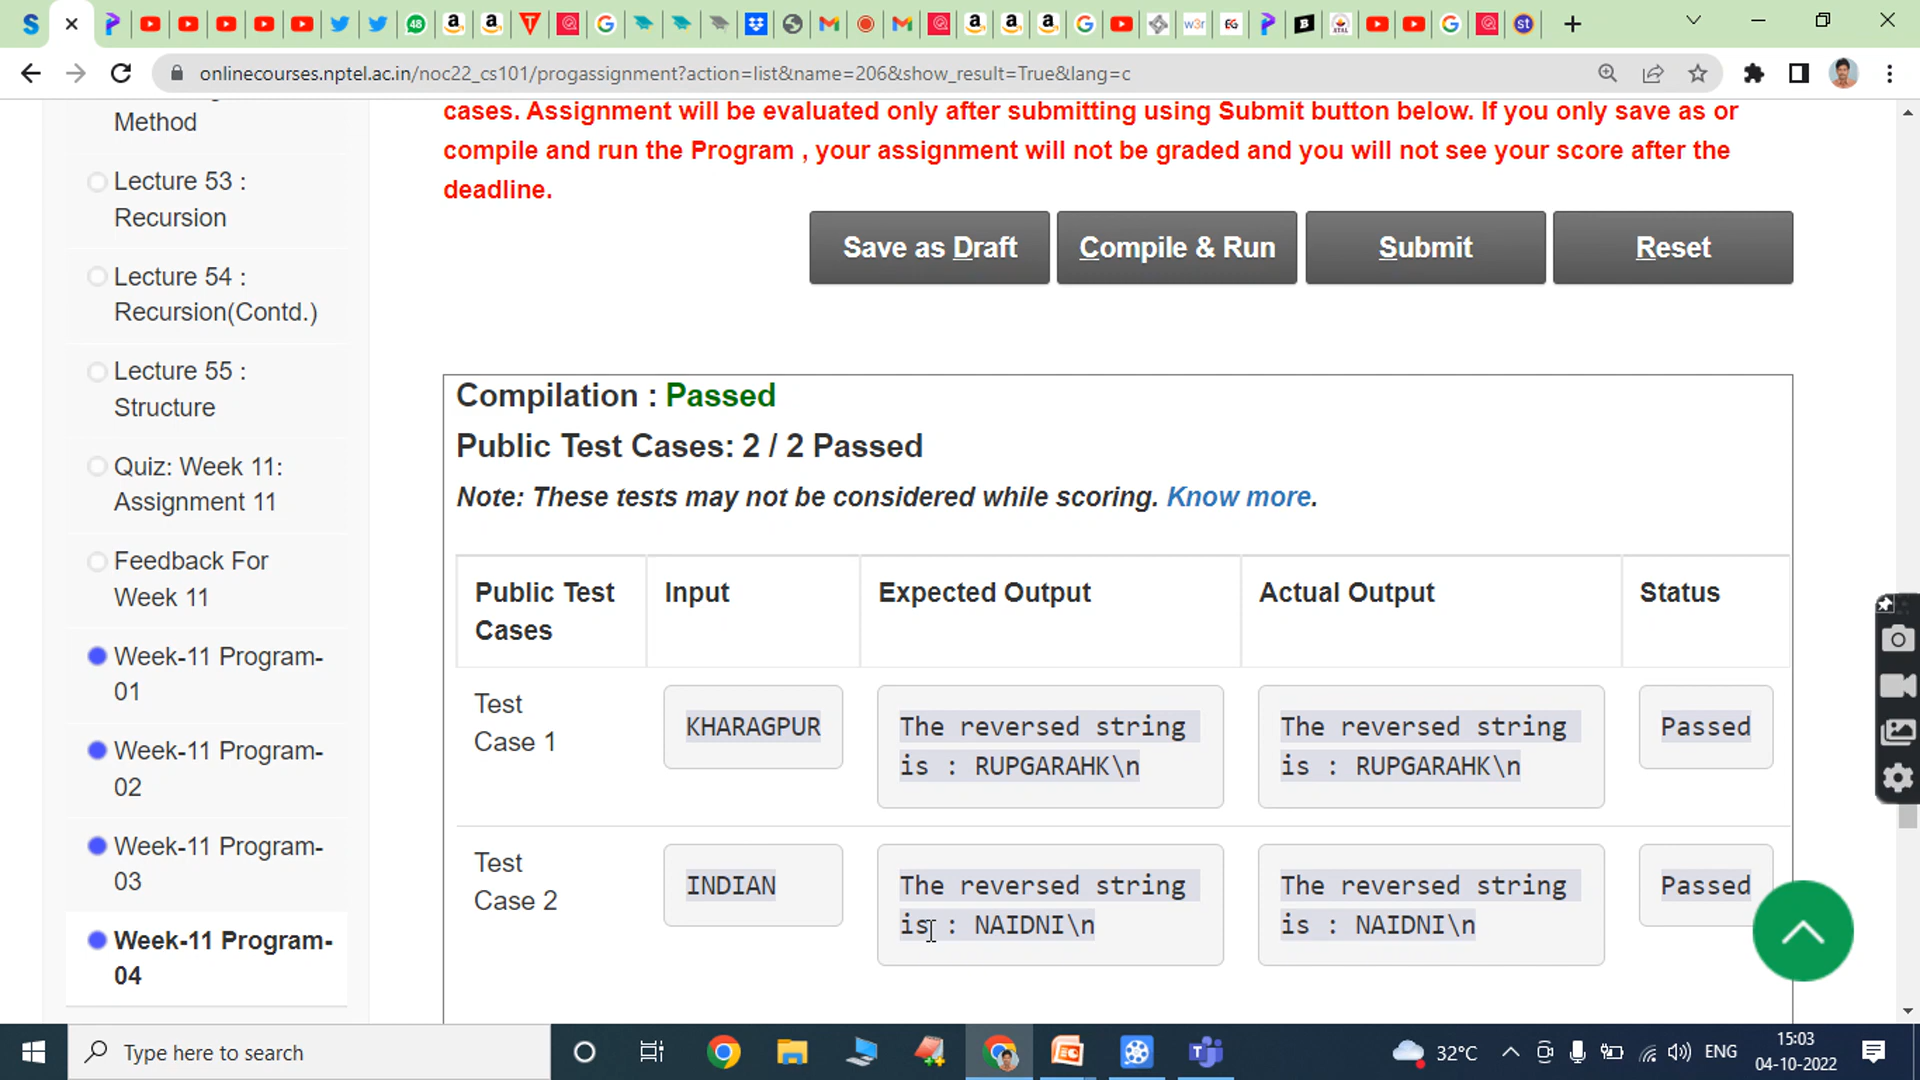 onlinecourses.nptel.ac.in/noc22_cs101/progassignment?action=list&name=206&show_result=True&lang=c
Method
Lecture 53 :
Recursion
Lecture 54 :
Recursion(Contd.)
Lecture 55 :
Structure
Quiz: Week 11:
Assignment 11
Feedback For
Week 11
Week-11 Program-
01
Week-11 Program-
02
Week-11 Program-
03
Week-11 Program-
04
cases. Assignment will be evaluated only after submitting using Submit button below. If you only save as or
compile and run the Program , your assignment will not be graded and you will not see your score after the
deadline.
Save as Draft
Compile & Run
Submit
Reset
Compilation : Passed
Public Test Cases: 2 / 2 Passed
Note: These tests may not be considered while scoring. Know more.
Public Test
Cases
Input
Expected Output
Actual Output
Status
Test
Case 1
KHARAGPUR
The reversed string
is : RUPGARAHK\n
The reversed string
is : RUPGARAHK\n
Passed
Test
Case 2
INDIAN
The reversed string
is : NAIDNI\n
The reversed string
is : NAIDNI\n
Passed
Type here to search
32°C
ENG
15:03
04-10-2022